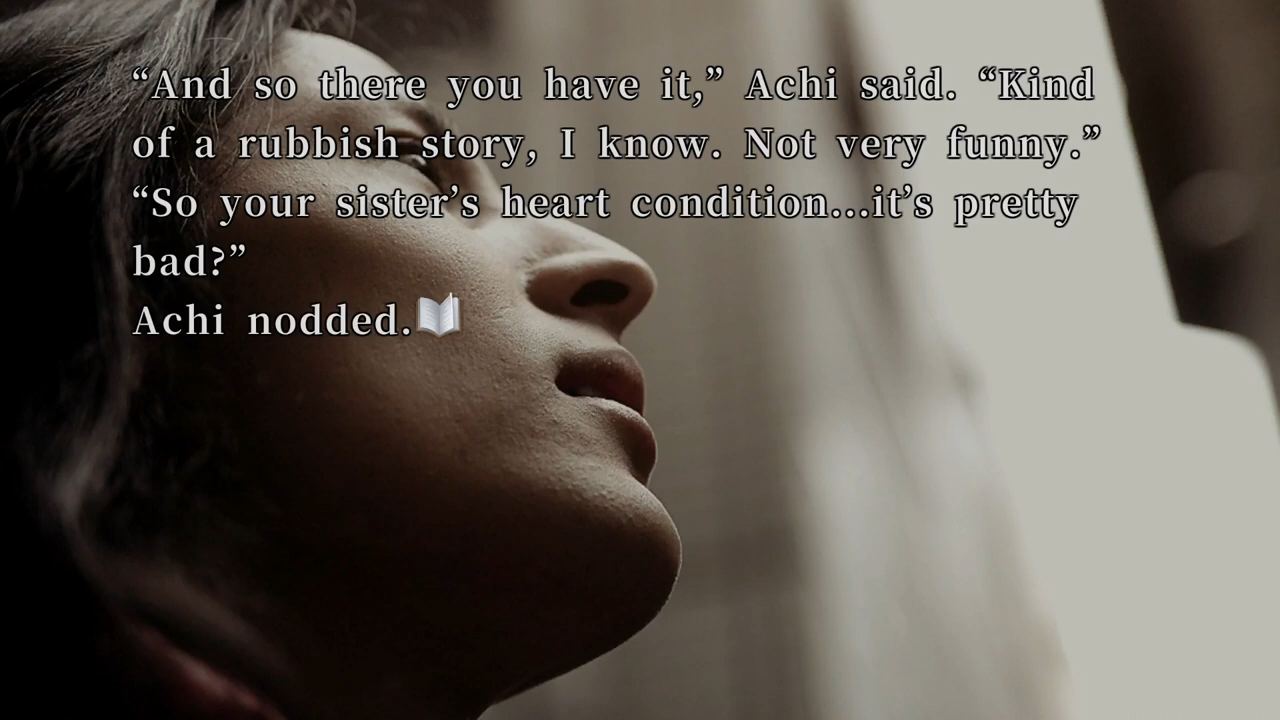 “And so there you have it,” Achi said. “Kind
of a rubbish story, I know. Not very funny.”
“So your sister’s heart condition...it’s pretty
bad?”
Achi nodded.